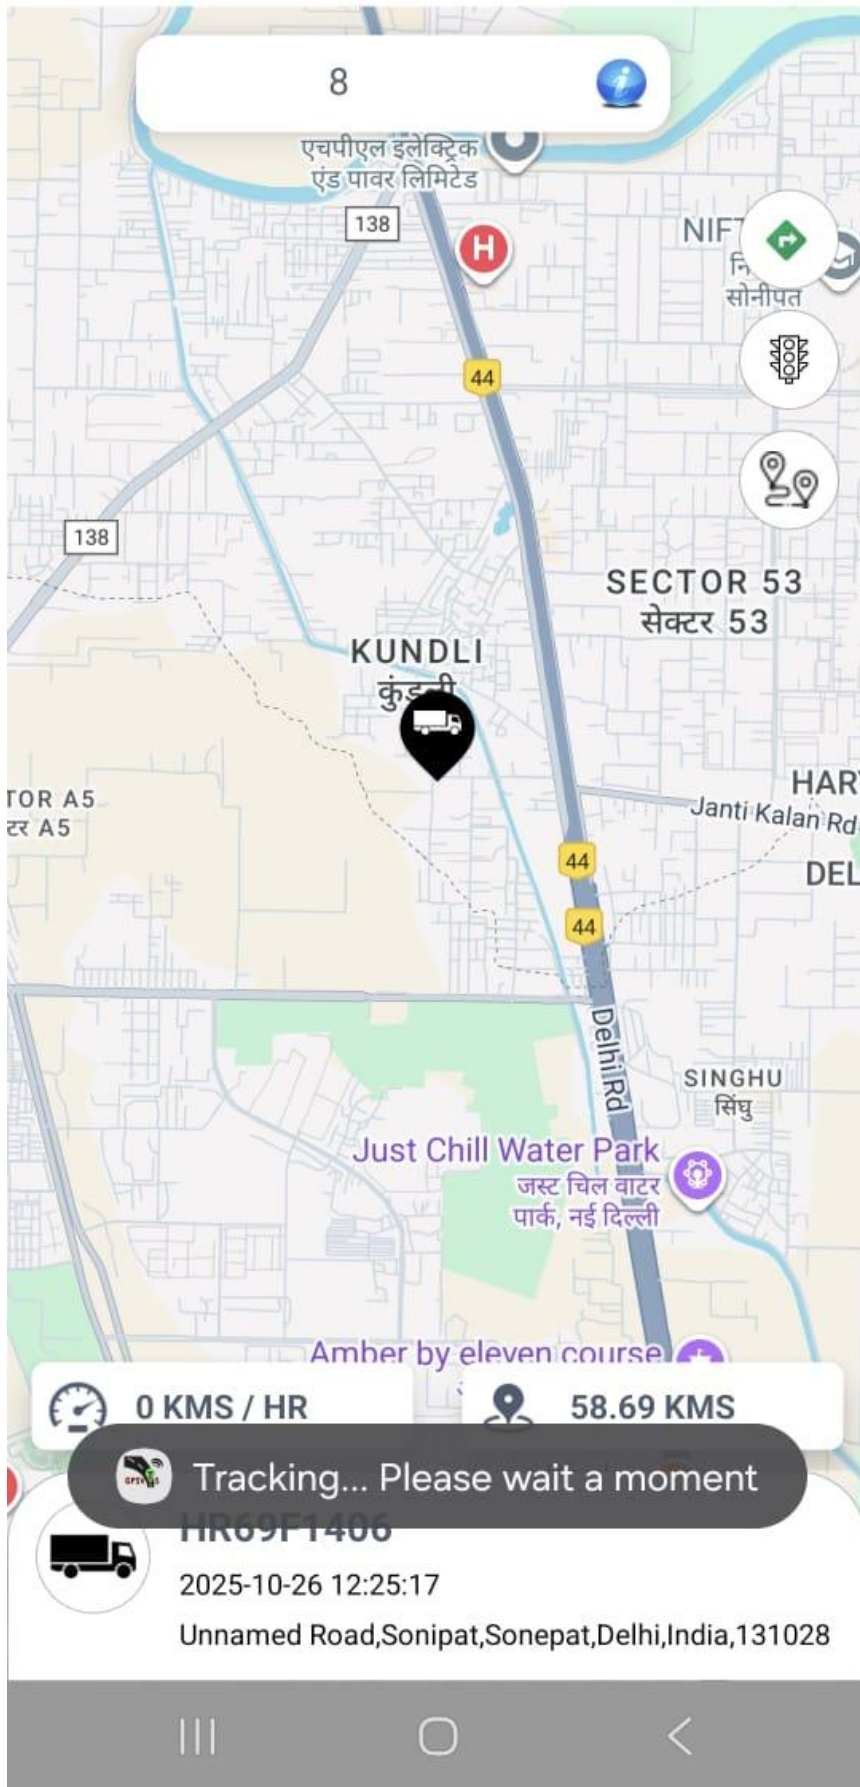 8
एचपीएल इलेक्ट्रिक
एंड पावर लिमिटेड
138
H
NIFT
सोनीपत
44
138
SECTOR 53
सेक्टर 53
KUNDLI
कुंडली
TOR A5
टर A5
HAR
Janti Kalan Rd
44
DEL
44
Delhi Rd
SINGHU
सिंघु
Just Chill Water Park
जस्ट चिल वाटर
पार्क, नई दिल्ली
Amber by eleven course
0 KMS / HR
58.69 KMS
Tracking... Please wait a moment
HR69F1406
2025-10-26 12:25:17
Unnamed Road,Sonipat,Sonepat,Delhi,India,131028